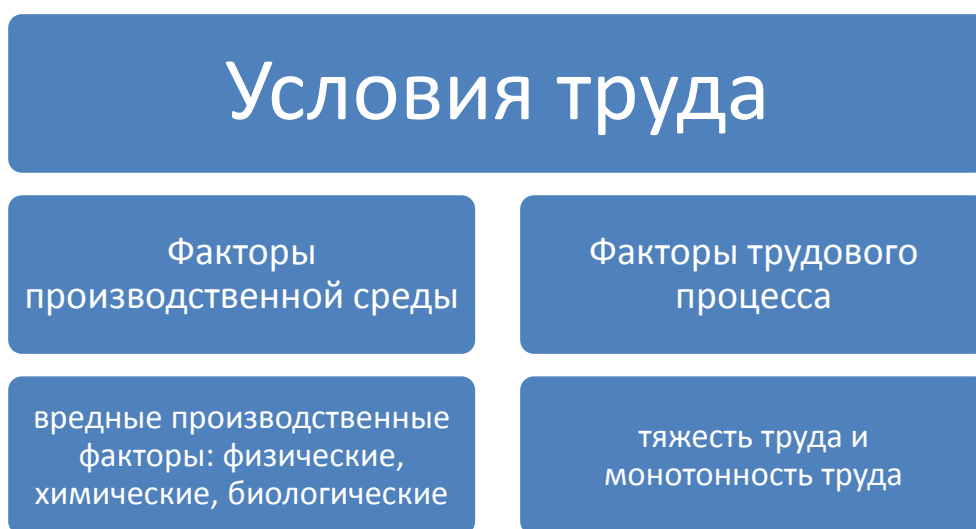 Условия труда
Факторы
производственной среды
Факторы трудового
процесса
вредные производственные
факторы: физические,
химические, биологические
тяжесть труда и
монотонность труда